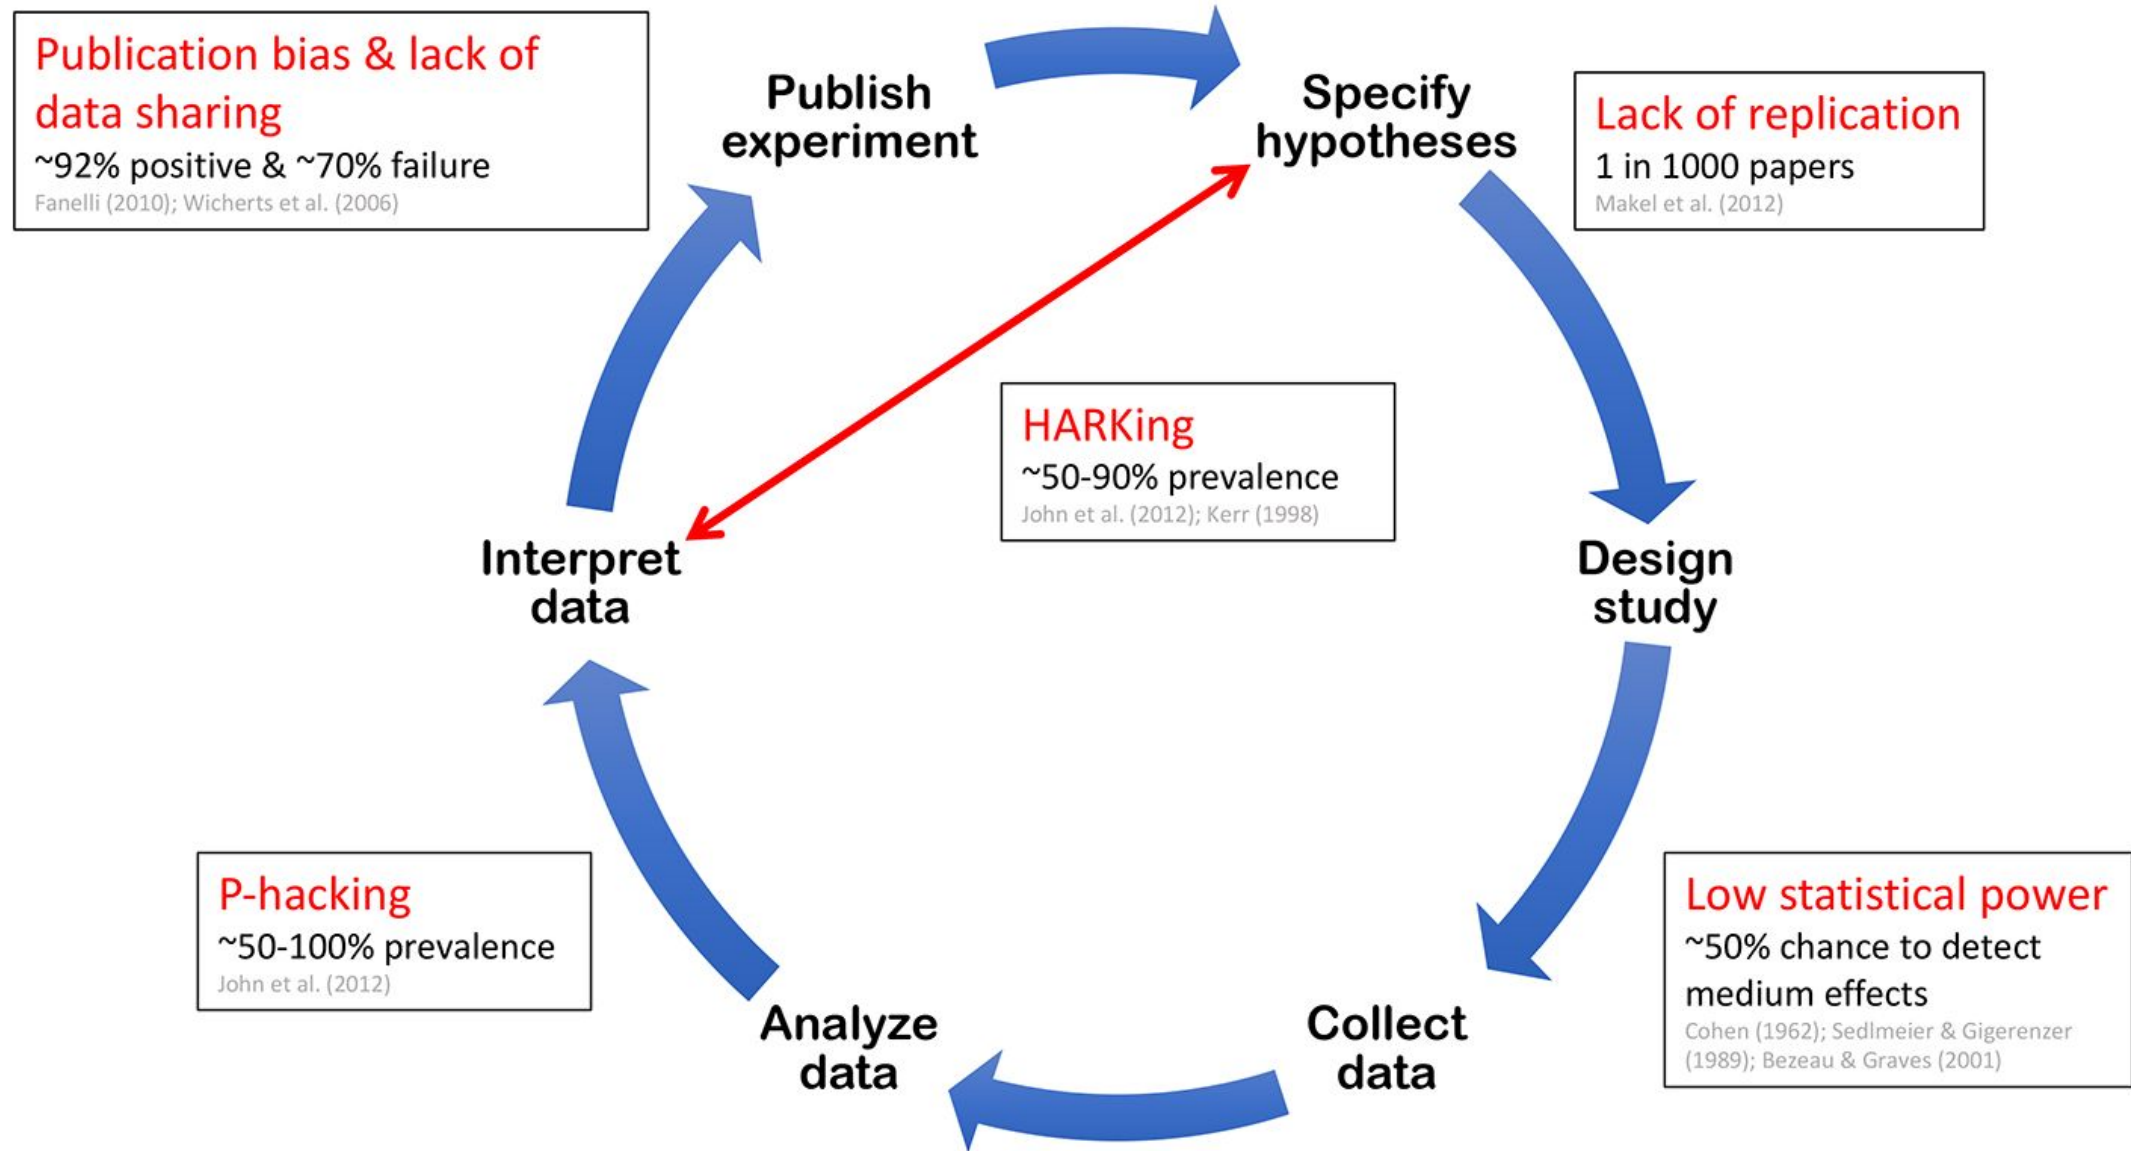 Publication bias & lack of
data sharing
~92% positive & ~70% failure
Fanelli (2010); Wicherts et al. (2006)
Publish
experiment
Specify
hypotheses
Lack of replication
1 in 1000 papers
Makel et al. (2012)
HARKing
~50-90% prevalence
John et al. (2012); Kerr (1998)
Interpret
data
Design
study
P-hacking
~50-100% prevalence
John et al. (2012)
Low statistical power
~50% chance to detect
medium effects
Cohen (1962); Sedlmeier & Gigerenzer
(1989); Bezeau & Graves (2001)
Analyze
data
Collect
data